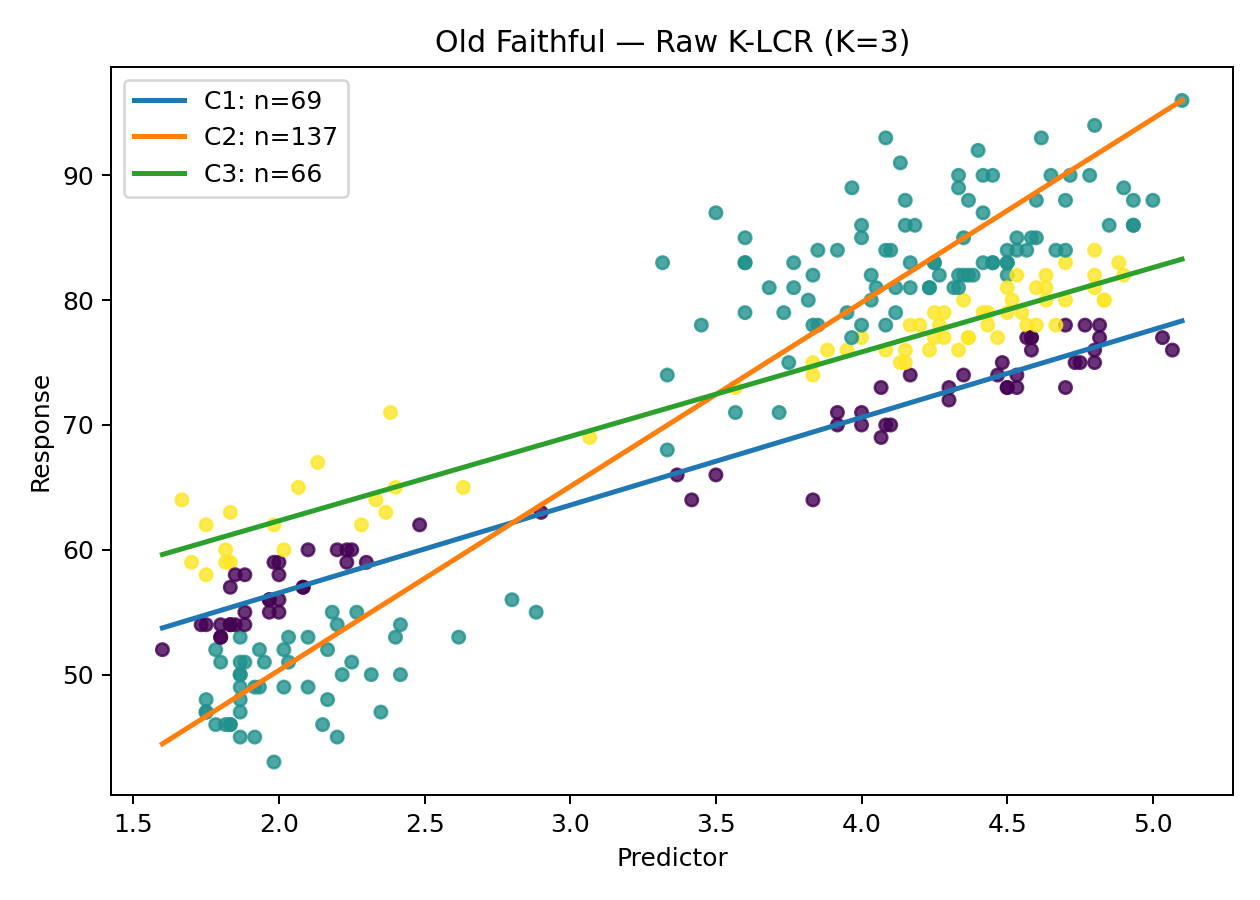 Old Faithful — Raw K-LCR (K=3)
C1: n=69
C2: n=137
C3: n=66
Response
90
80
70
60
50
1.5 2.0 2.5 3.0 3.5 4.0 4.5 5.0
Predictor